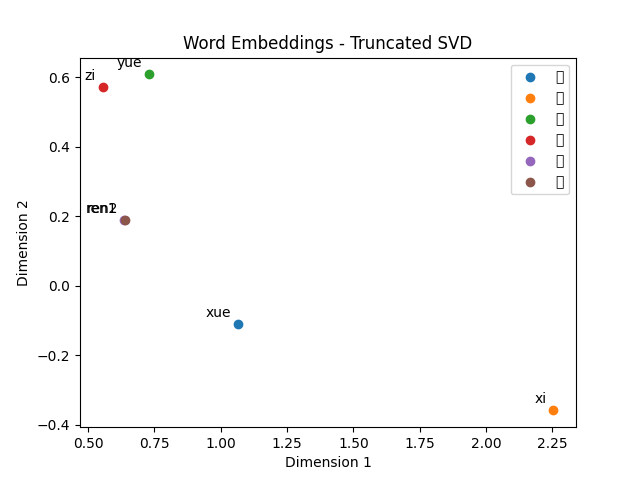 Word Embeddings - Truncated SVD
zi
yue
ren1
ren2
xue
xi
Dimension 2
0.6
0.4
0.2
0.0
−0.2
−0.4
0.50
0.75
1.00
1.25
1.50
1.75
2.00
2.25
Dimension 1